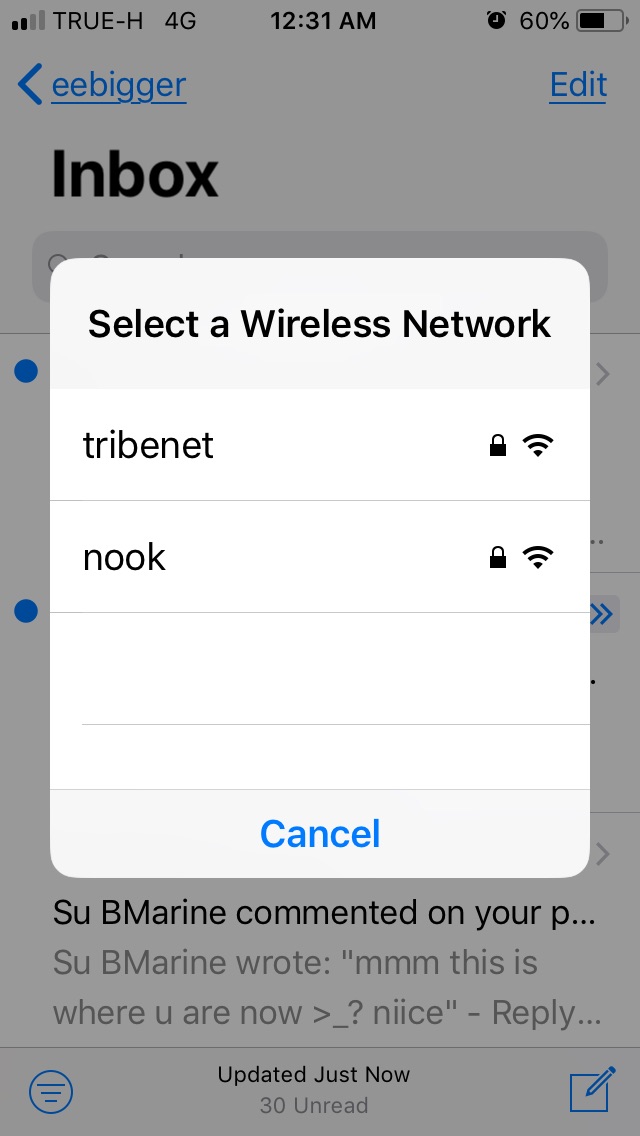 TRUE-H 4G 12:31 AM 60%
eebigger Edit
Inbox
Select a Wireless Network
tribenet
nook
Cancel
Su BMarine commented on your p...
Su BMarine wrote: "mmm this is
where u are now >_? niice" - Reply...
Updated Just Now
30 Unread